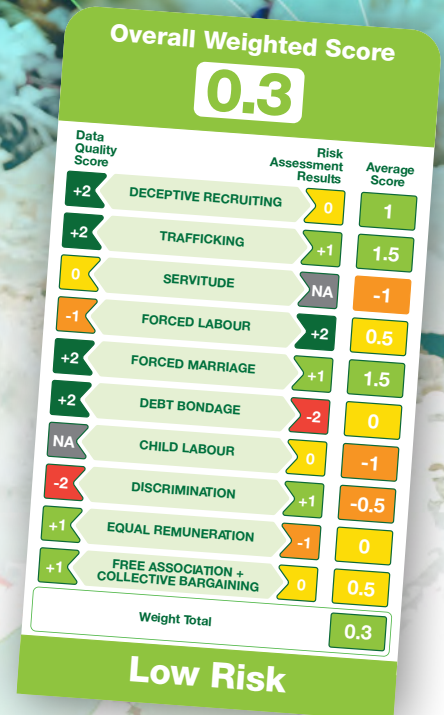 Overall Weighted Score
0.3
Data
Quality
Score
Risk
Assessment
Results
Average
Score
+2 DECEPTIVE RECRUITING 0 1
+2 TRAFFICKING +1 1.5
0 SERVITUDE NA -1
-1 FORCED LABOUR +2 0.5
+2 FORCED MARRIAGE +1 1.5
+2 DEBT BONDAGE -2 0
NA CHILD LABOUR 0 -1
-2 DISCRIMINATION +1 -0.5
+1 EQUAL REMUNERATION -1 0
+1 FREE ASSOCIATION +
COLLECTIVE BARGAINING 0 0.5
Weight Total 0.3
Low Risk